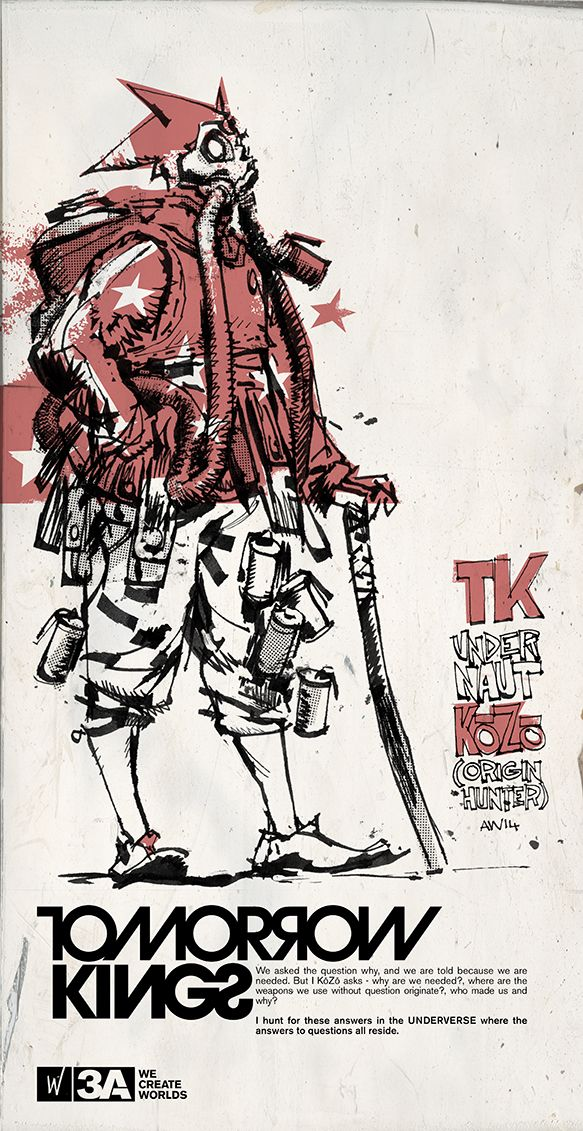 TK
UNDER
NAUT
KōZō
(ORIGIN
HUNTER)
AW14
TOMORROW
KINGS
We asked the question why, and we are told because we are
needed. But I KōZō asks - why are we needed?, where are the
weapons we use without question originate?, who made us and
why?
I hunt for these answers in the UNDERVERSE where the
answers to questions all reside.
W 3A WE
CREATE
WORLDS